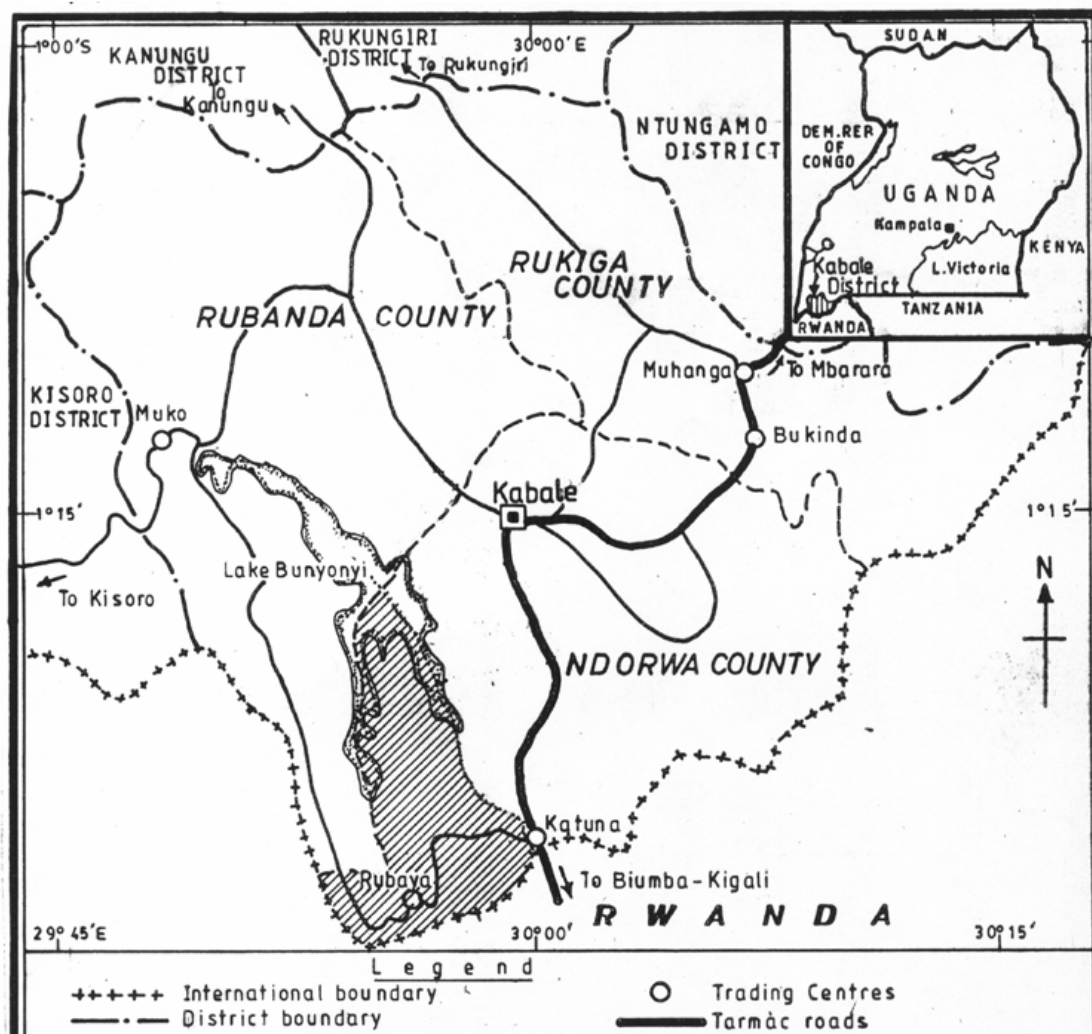 1°00'S
30°00'E
KANUNGU
DISTRICT
To
Kanungu
RUKUNGIRI
DISTRICT
To Rukungiri
NTUNGAMO
DISTRICT
SUDAN
DEM.RER
OF
CONGO
UGANDA
Kampala
KENYA
L.Victoria
Kabale
District
TANZANIA
RWANDA
RUKIGA
COUNTY
RUBANDA COUNTY
Muhanga
To Mbarara
KISORO
DISTRICT
Muko
Bukinda
Kabale
1°15'
1°15'
Lake Bunyonyi
To Kisoro
N
NDORWA COUNTY
Katuna
Rubaya
To Biumba-Kigali
RWANDA
29°45'E
30°00'
30°15'
Legend
International boundary
District boundary
Trading Centres
Tarmac roads